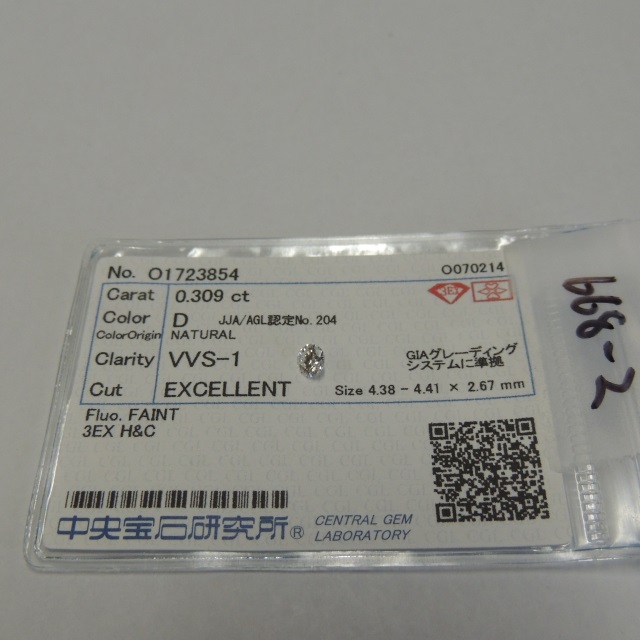 No. O1723854 O070214
Carat 0.309 ct
Color D JJA/AGL認定No. 204
ColorOrigin NATURAL
Clarity VVS-1 GIAグレーディング
システムに準拠
Cut EXCELLENT Size 4.38 - 4.41 × 2.67 mm
Fluo. FAINT
3EX H&C
中央宝石研究所® CENTRAL GEM
LABORATORY
668-2